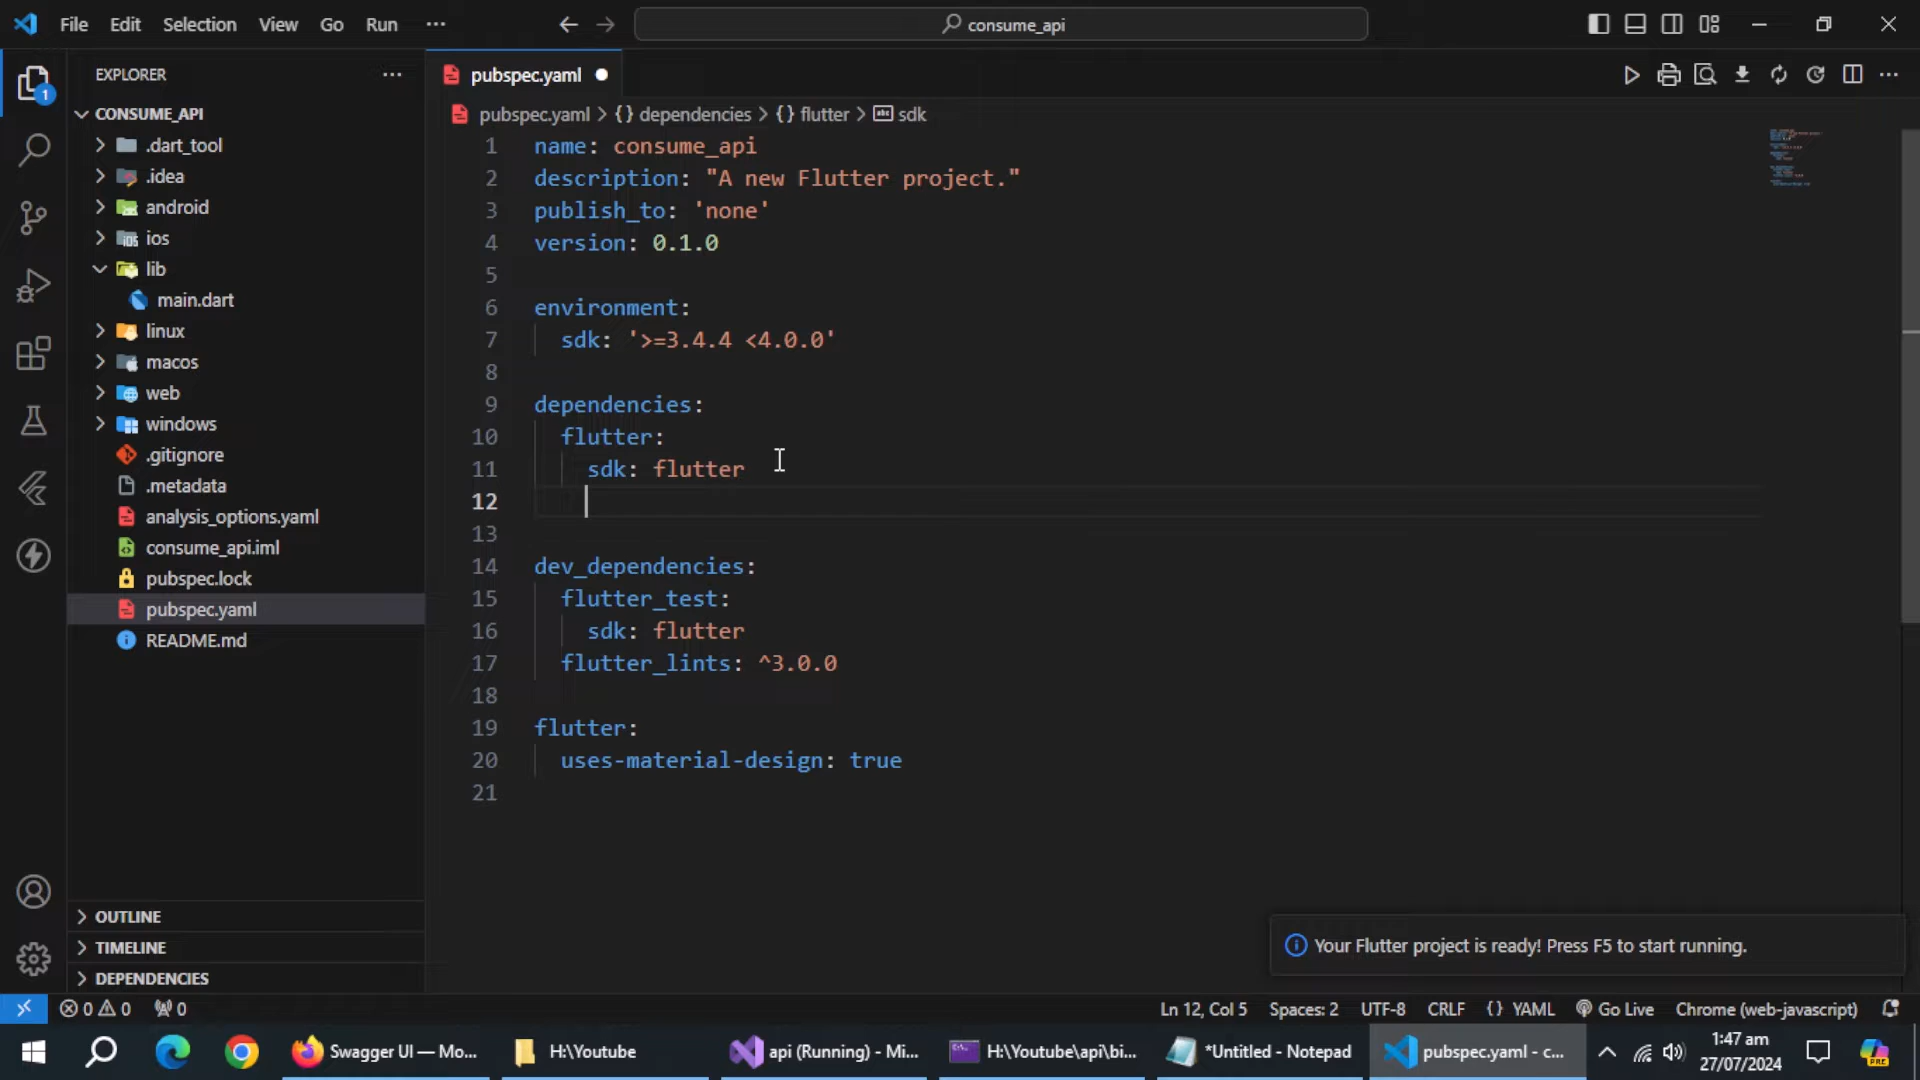 File Edit Selection View Go Run ··· consume_api
EXPLORER ···
1
CONSUME_API
.dart_tool
.idea
android
ios
lib
main.dart
linux
macos
web
windows
.gitignore
.metadata
analysis_options.yaml
consume_api.iml
pubspec.lock
pubspec.yaml
README.md
OUTLINE
TIMELINE
DEPENDENCIES
pubspec.yaml
pubspec.yaml > {} dependencies > {} flutter > sdk
1 name: consume_api
2 description: "A new Flutter project."
3 publish_to: 'none'
4 version: 0.1.0
5
6 environment:
7 sdk: '>=3.4.4 <4.0.0'
8
9 dependencies:
10 flutter:
11 sdk: flutter
12
13
14 dev_dependencies:
15 flutter_test:
16 sdk: flutter
17 flutter_lints: ^3.0.0
18
19 flutter:
20 uses-material-design: true
21
Your Flutter project is ready! Press F5 to start running.
0 0 0 Ln 12, Col 5 Spaces: 2 UTF-8 CRLF {} YAML Go Live Chrome (web-javascript)
Swagger UI — Mo... H:\Youtube api (Running) - Mi... H:\Youtube\api\bi... *Untitled - Notepad pubspec.yaml - c... 1:47 am
27/07/2024
PRE